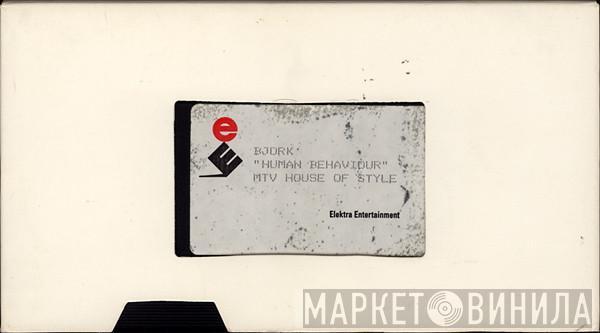 e
BJORK
"HUMAN BEHAVIOUR"
MTV HOUSE OF STYLE
Elektra Entertainment
МАРКЕТ ВИНИЛА